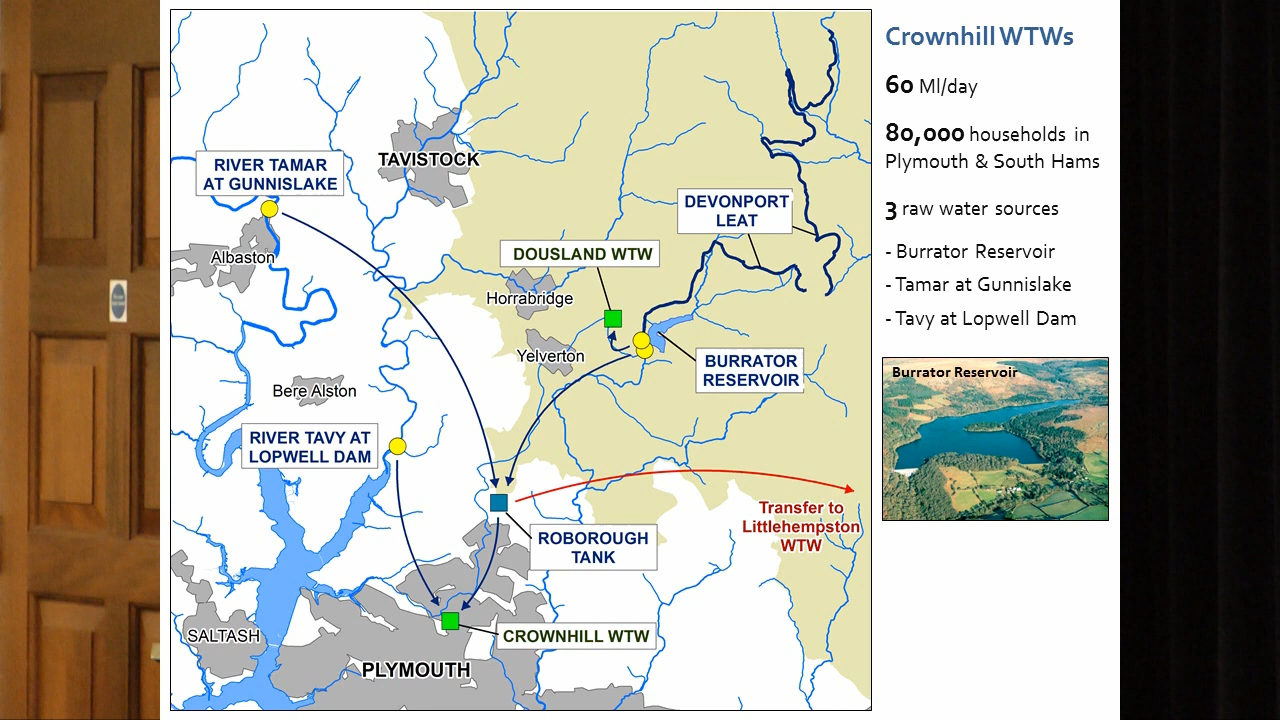 Crownhill WTWs
60 Ml/day
80,000 households in
Plymouth & South Hams
3 raw water sources
- Burrator Reservoir
- Tamar at Gunnislake
- Tavy at Lopwell Dam
Burrator Reservoir
RIVER TAMAR
AT GUNNISLAKE
TAVISTOCK
DEVONPORT
LEAT
Albaston
DOUSLAND WTW
Horrabridge
Yelverton
BURRATOR
RESERVOIR
Bere Alston
RIVER TAVY AT
LOPWELL DAM
Transfer to
Littlehempston
WTW
ROBOROUGH
TANK
SALTASH
CROWNHILL WTW
PLYMOUTH